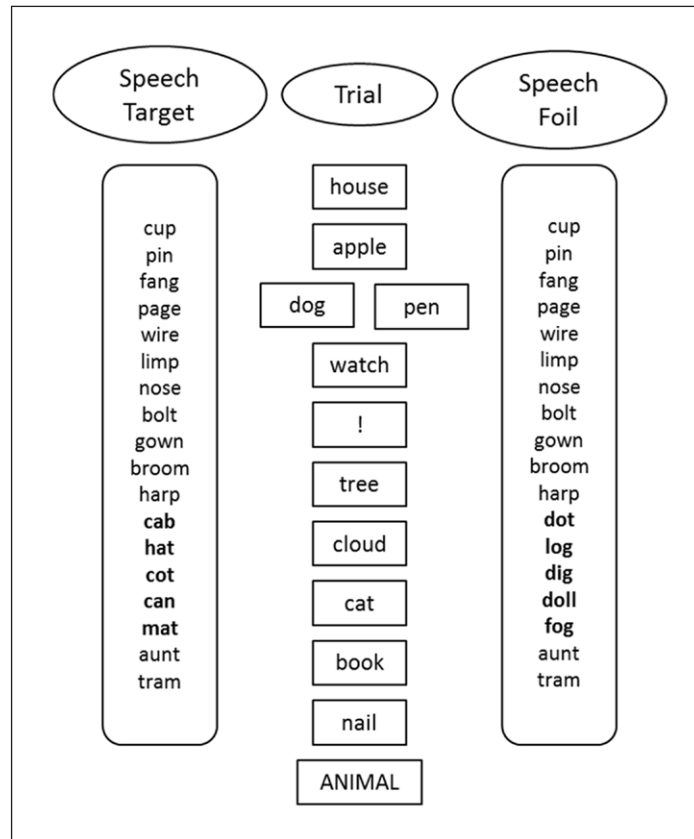 Speech
Target
Trial
Speech
Foil
cup
pin
fang
page
wire
limp
nose
bolt
gown
broom
harp
cab
hat
cot
can
mat
aunt
tram
house
apple
dog pen
watch
!
tree
cloud
cat
book
nail
ANIMAL
cup
pin
fang
page
wire
limp
nose
bolt
gown
broom
harp
dot
log
dig
doll
fog
aunt
tram